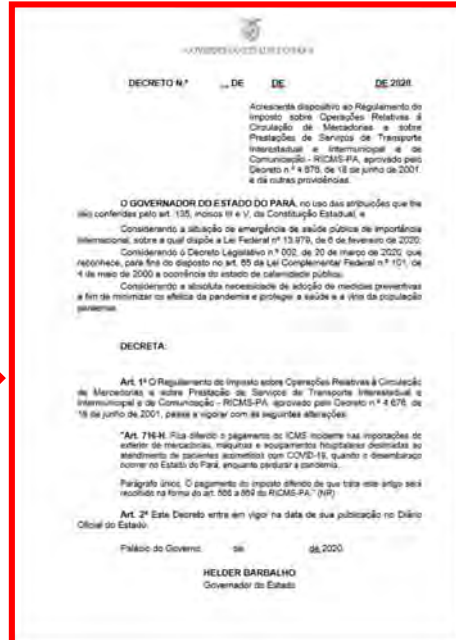 GOVERNO DO ESTADO DO PARÁ
DECRETO N.º DE DE DE 2020.
Acrescenta dispositivo ao Regulamento do
Imposto sobre Operações Relativas à
Circulação de Mercadorias e sobre
Prestações de Serviços de Transporte
Interestadual e Intermunicipal e de
Comunicação - RICMS-PA, aprovado pelo
Decreto n.º 4.676, de 18 de junho de 2001,
e dá outras providências.
O GOVERNADOR DO ESTADO DO PARÁ, no uso das atribuições que lhe
são conferidas pelo art. 135, incisos III e V, da Constituição Estadual, e
Considerando a situação de emergência de saúde pública de importância
internacional, sobre a qual dispõe a Lei Federal nº 13.979, de 6 de fevereiro de 2020;
Considerando o Decreto Legislativo n.º 002, de 20 de março de 2020, que
reconhece, para fins do disposto no art. 65 da Lei Complementar Federal n.º 101, de
4 de maio de 2000 a ocorrência do estado de calamidade pública;
Considerando a absoluta necessidade de adoção de medidas preventivas
a fim de minimizar os efeitos da pandemia e proteger a saúde e a vida da população
paraense,
DECRETA:
Art. 1º O Regulamento do Imposto sobre Operações Relativas à Circulação
de Mercadorias e sobre Prestação de Serviços de Transporte Interestadual e
Intermunicipal e de Comunicação - RICMS-PA, aprovado pelo Decreto n.º 4.676, de
18 de junho de 2001, passa a vigorar com as seguintes alterações:
"Art. 716-H. Fica diferido o pagamento do ICMS incidente nas importações do
exterior de mercadorias, máquinas e equipamentos hospitalares destinadas ao
atendimento de pacientes acometidos com COVID-19, quando o desembaraço
ocorrer no Estado do Pará, enquanto perdurar a pandemia.
Parágrafo único. O pagamento do imposto diferido de que trata este artigo será
recolhido na forma do art. do RICMS-PA." (NR)
Art. 2º Este Decreto entra em vigor na data de sua publicação no Diário
Oficial do Estado.
Palácio do Governo, de de 2020.
HELDER BARBALHO
Governador do Estado